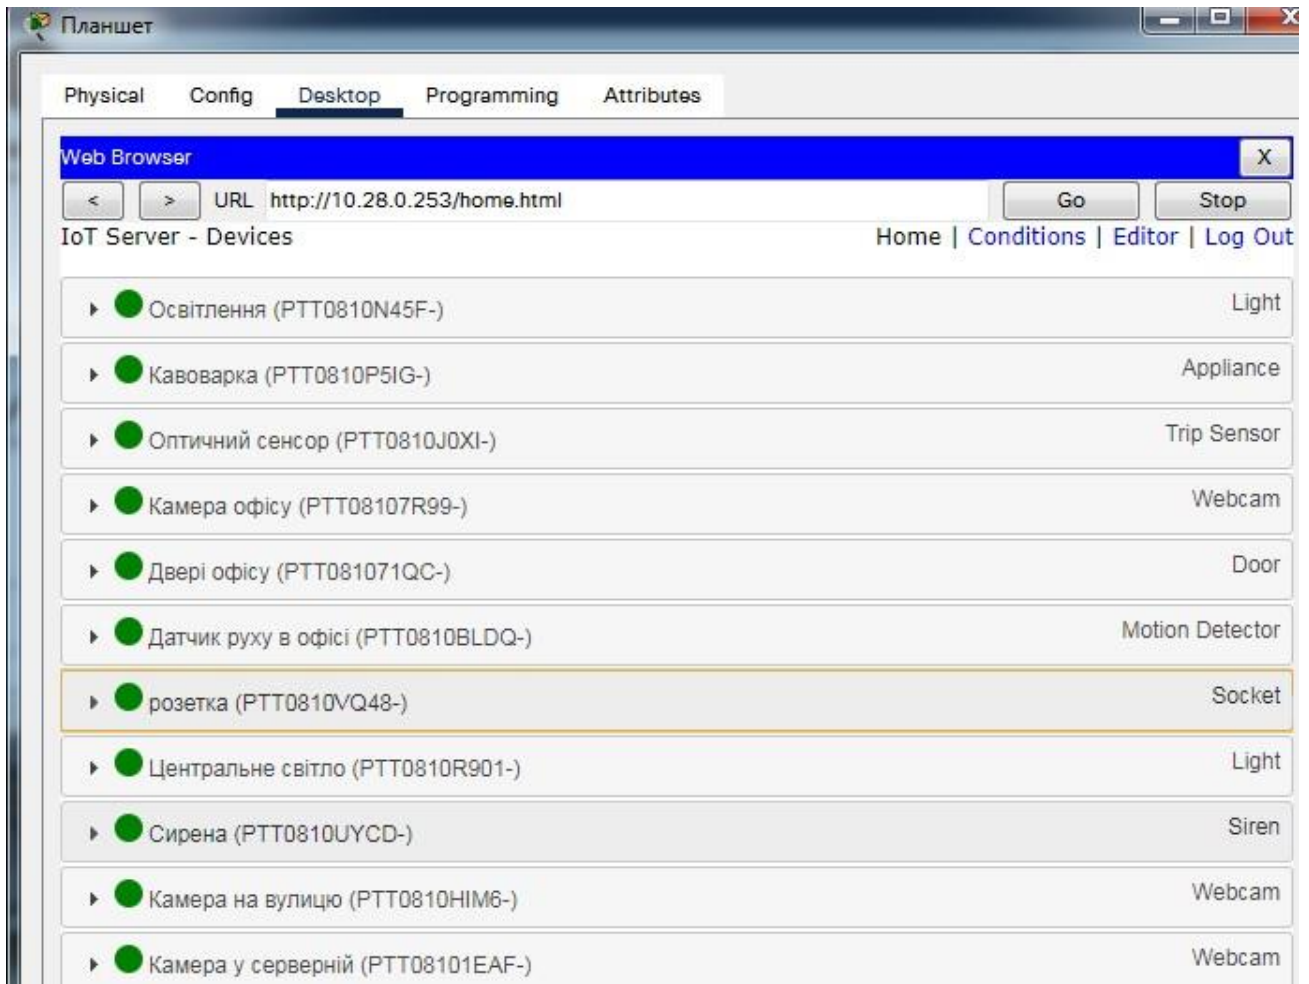 Планшет
Physical Config Desktop Programming Attributes
Web Browser X
< > URL http://10.28.0.253/home.html Go Stop
IoT Server - Devices Home | Conditions | Editor | Log Out
Освітлення (PTT0810N45F-) Light
Кавоварка (PTT0810P5IG-) Appliance
Оптичний сенсор (PTT0810J0XI-) Trip Sensor
Камера офісу (PTT08107R99-) Webcam
Двері офісу (PTT081071QC-) Door
Датчик руху в офісі (PTT0810BLDQ-) Motion Detector
розетка (PTT0810VQ48-) Socket
Центральне світло (PTT0810R901-) Light
Сирена (PTT0810UYCD-) Siren
Камера на вулицю (PTT0810HIM6-) Webcam
Камера у серверній (PTT08101EAF-) Webcam